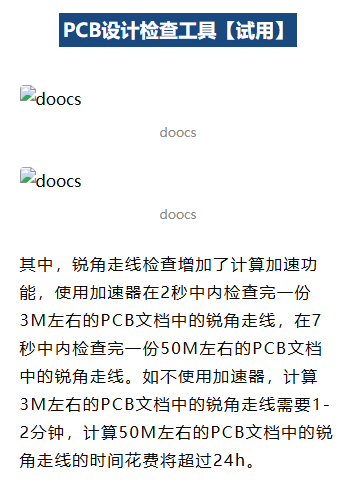 PCB设计检查工具【试用】
doocs
doocs
doocs
doocs
其中，锐角走线检查增加了计算加速功
能，使用加速器在2秒中内检查完一份
3M左右的PCB文档中的锐角走线，在7
秒中内检查完一份50M左右的PCB文档
中的锐角走线。如不使用加速器，计算
3M左右的PCB文档中的锐角走线需要1-
2分钟，计算50M左右的PCB文档中的锐
角走线的时间花费将超过24h。